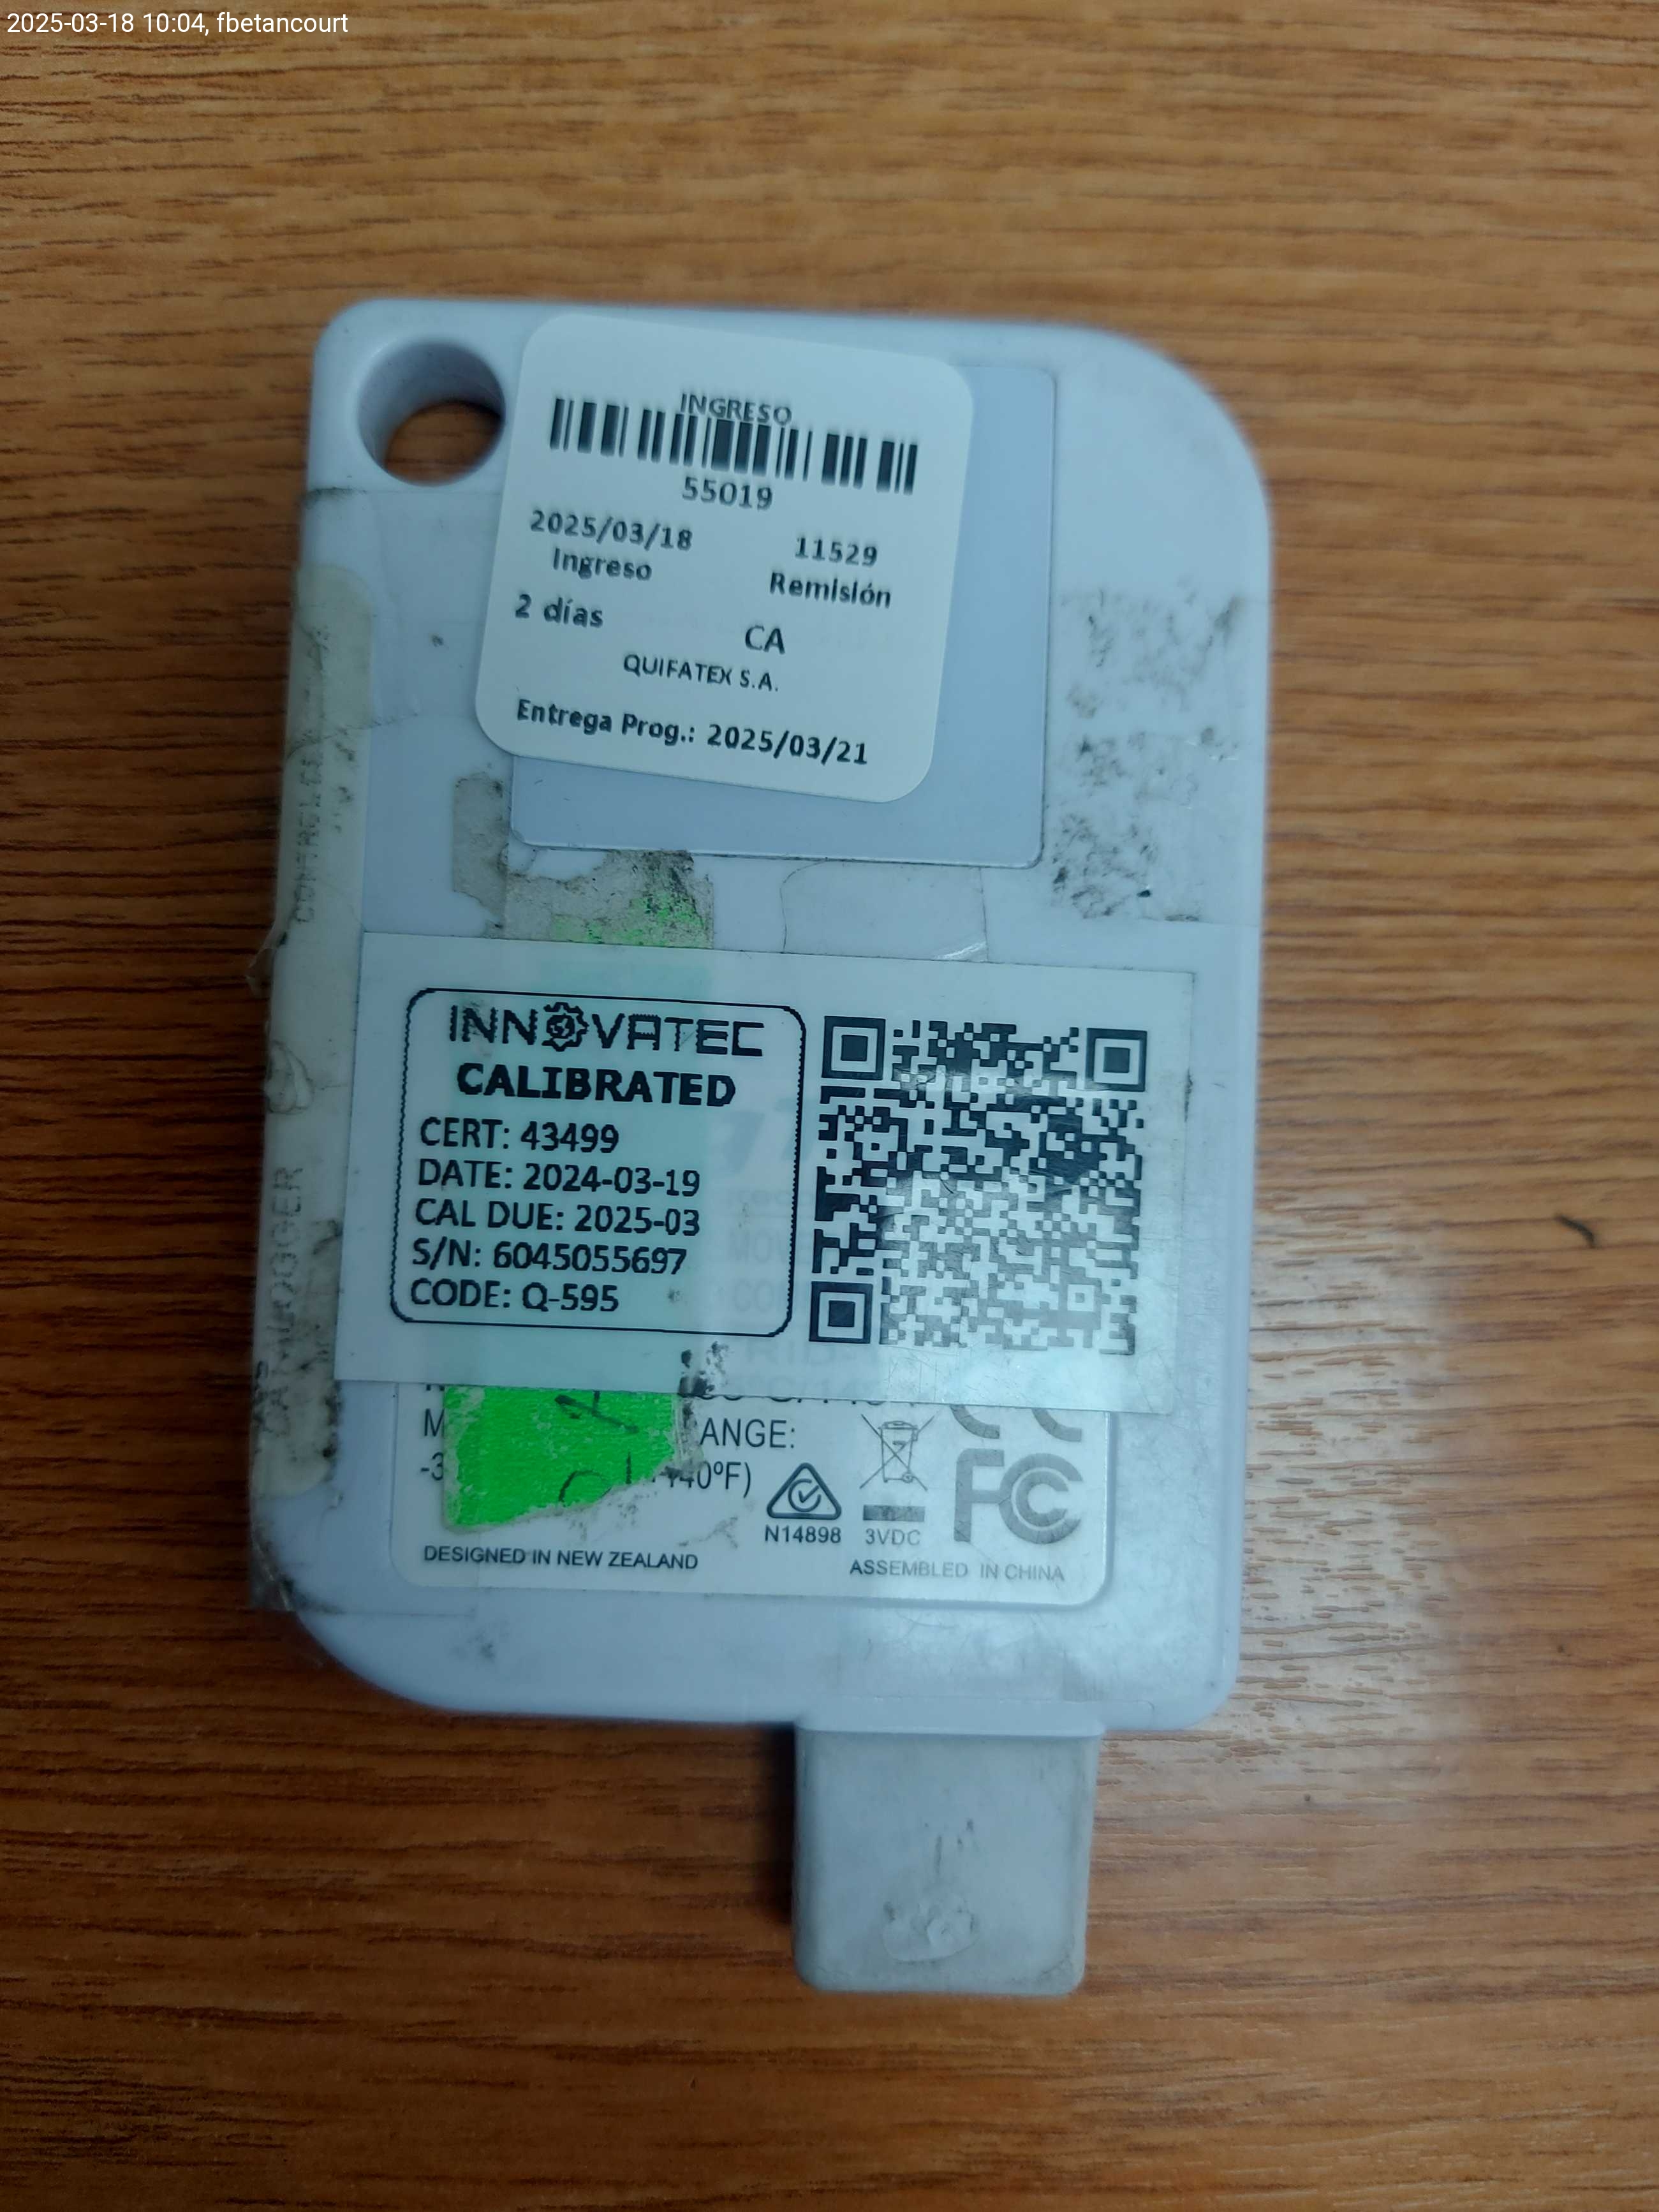 2025-03-18 10:04, fbetancourt
INGRESO
55019
2025/03/18 11529
Ingreso Remisión
2 días CA
QUIFATEX S.A.
Entrega Prog.: 2025/03/21
INNOVATEC
CALIBRATED
CERT: 43499
DATE: 2024-03-19
CAL DUE: 2025-03
S/N: 6045055697
CODE: Q-595
ANGE:
40ºF)
FC
N14898 3VDC
DESIGNED IN NEW ZEALAND ASSEMBLED IN CHINA